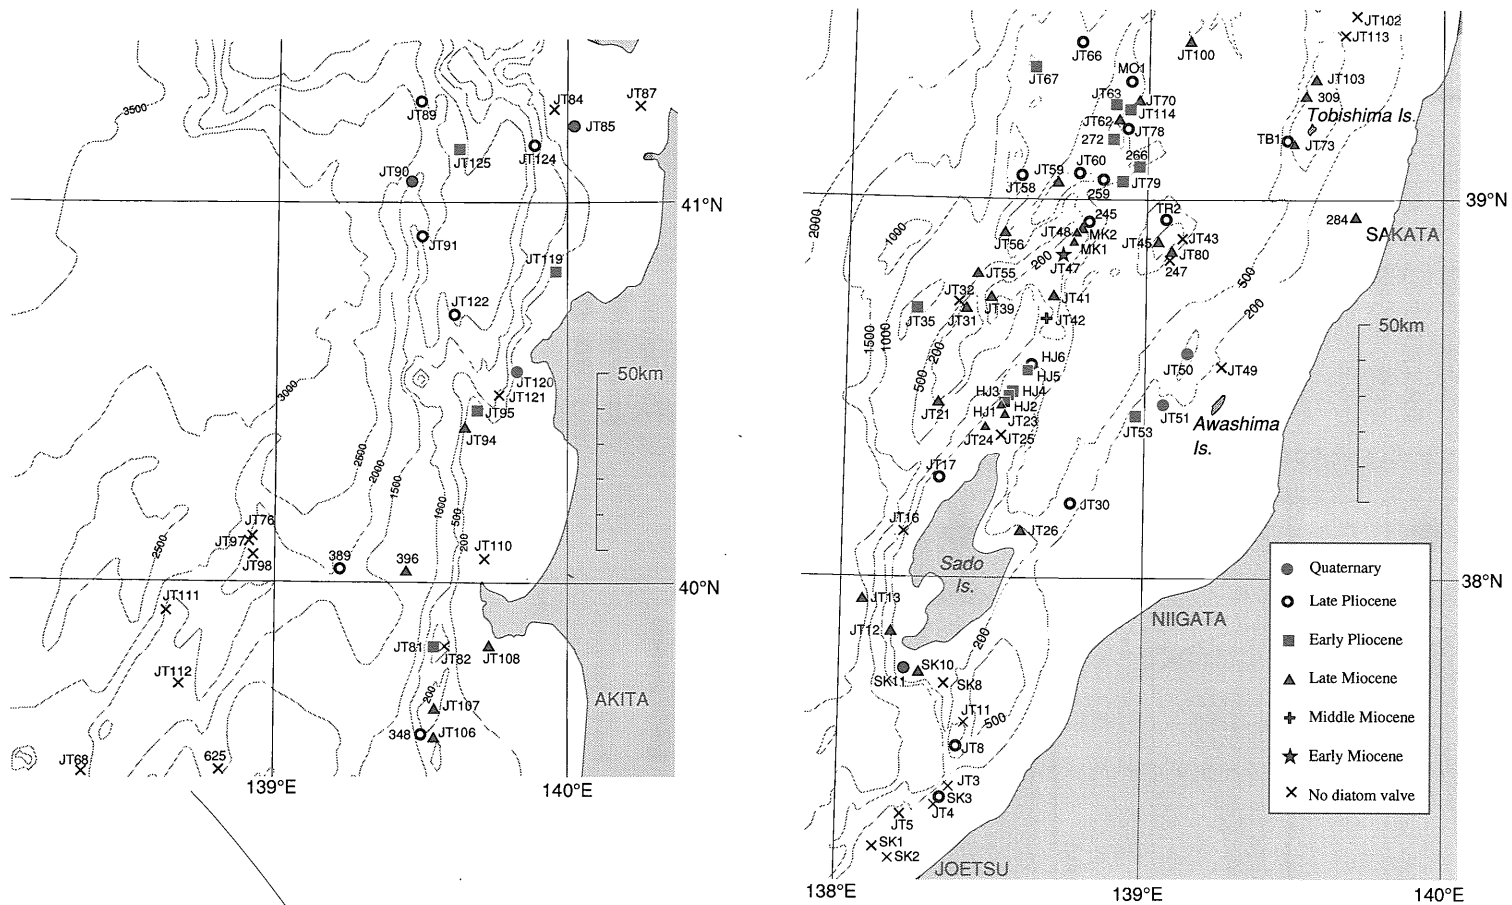 3500
JT89
JT84
JT87
JT85
JT125
JT124
JT90
41°N
JT91
JT119
JT122
3000
50km
JT120
JT121
JT95
JT94
2500
2000
1500
1000
500
200
2500
JT76
JT97
JT98
389
396
JT110
40°N
JT111
JT81
JT82
JT108
JT112
200
AKITA
JT107
348
JT106
JT68
625
139°E
140°E
JT102
JT113
JT66
JT100
JT67
MO1
JT103
309
JT63
JT70
JT114
Tobishima Is.
JT62
JT78
272
TB1
JT73
266
JT59
JT60
JT58
JT79
259
39°N
2000
1000
245
TR2
284
SAKATA
JT48
MK2
JT43
JT56
MK1
JT45
JT80
200
JT47
247
JT55
500
JT32
JT41
JT39
200
JT35
JT31
JT42
50km
1500
1000
200
HJ6
JT50
JT49
HJ5
500
HJ3
HJ4
JT21
HJ1
HJ2
JT51
Awashima
Is.
JT23
JT53
JT24
JT25
JT17
JT30
JT16
JT26
Sado
Is.
38°N
JT13
NIIGATA
JT12
200
SK10
SK11
SK8
JT11
500
JT8
JT3
SK3
JT4
JT5
SK1
SK2
JOETSU
138°E
139°E
140°E
Quaternary
Late Pliocene
Early Pliocene
Late Miocene
Middle Miocene
Early Miocene
No diatom valve